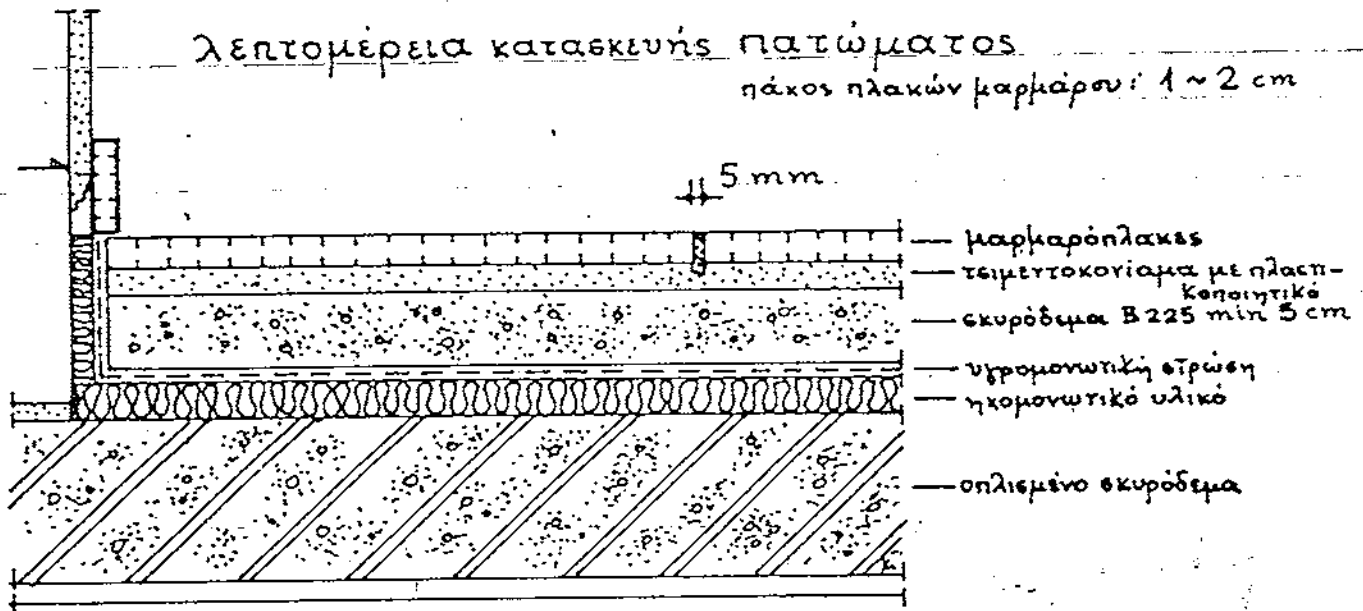 λεπτομέρεια κατασκευής πατώματος
πάχος πλακών μαρμάρου: 1 ~ 2 cm
5 mm
μαρμαρόπλακες
τσιμεντοκονίαμα με πλαστι-
κοποιητικό
σκυρόδεμα B 225 min 5 cm
υγρομονωτική στρώση
ηχομονωτικό υλικό
οπλισμένο σκυρόδεμα